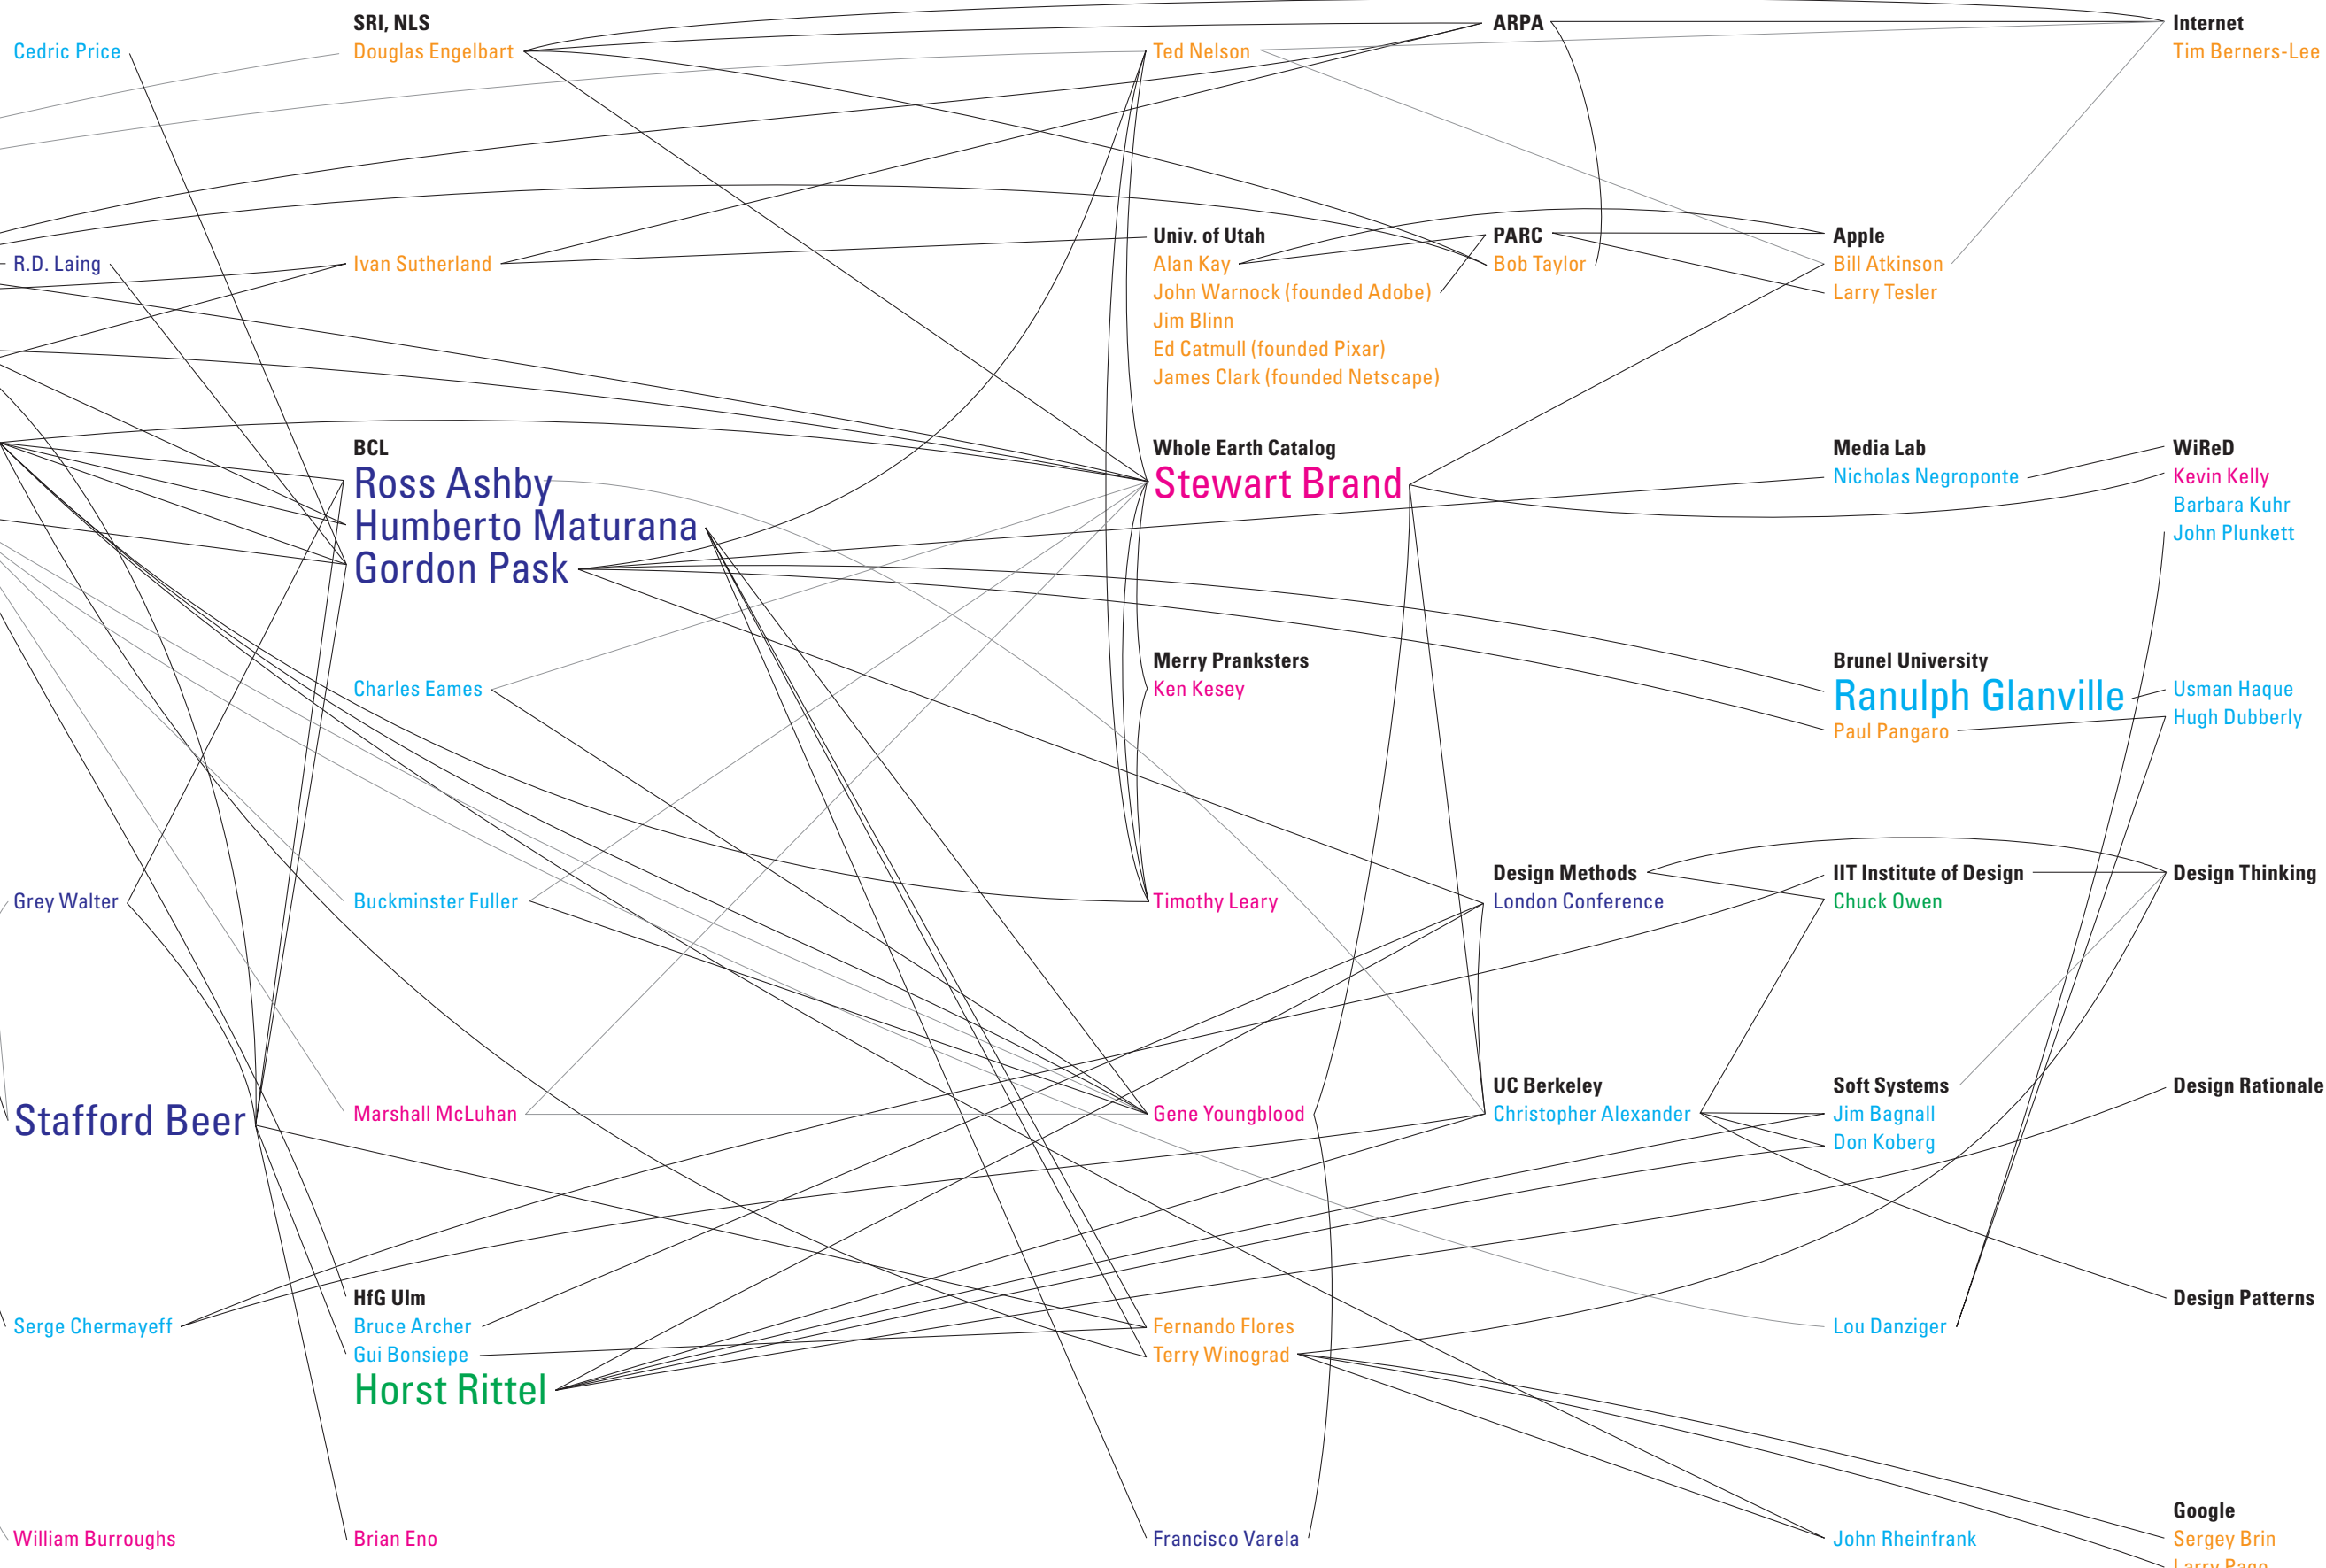 Cedric Price
SRI, NLS
Douglas Engelbart
Ted Nelson
ARPA
Internet
Tim Berners-Lee
R.D. Laing
Ivan Sutherland
Univ. of Utah
Alan Kay
John Warnock (founded Adobe)
Jim Blinn
Ed Catmull (founded Pixar)
James Clark (founded Netscape)
PARC
Bob Taylor
Apple
Bill Atkinson
Larry Tesler
BCL
Ross Ashby
Humberto Maturana
Gordon Pask
Whole Earth Catalog
Stewart Brand
Media Lab
Nicholas Negroponte
WiReD
Kevin Kelly
Barbara Kuhr
John Plunkett
Charles Eames
Merry Pranksters
Ken Kesey
Brunel University
Ranulph Glanville
Paul Pangaro
Usman Haque
Hugh Dubberly
Grey Walter
Buckminster Fuller
Timothy Leary
Design Methods
London Conference
IIT Institute of Design
Chuck Owen
Design Thinking
Stafford Beer
Marshall McLuhan
Gene Youngblood
UC Berkeley
Christopher Alexander
Soft Systems
Jim Bagnall
Don Koberg
Design Rationale
Serge Chermayeff
HfG Ulm
Bruce Archer
Gui Bonsiepe
Horst Rittel
Fernando Flores
Terry Winograd
Lou Danziger
Design Patterns
William Burroughs
Brian Eno
Francisco Varela
John Rheinfrank
Google
Sergey Brin
Larry Page